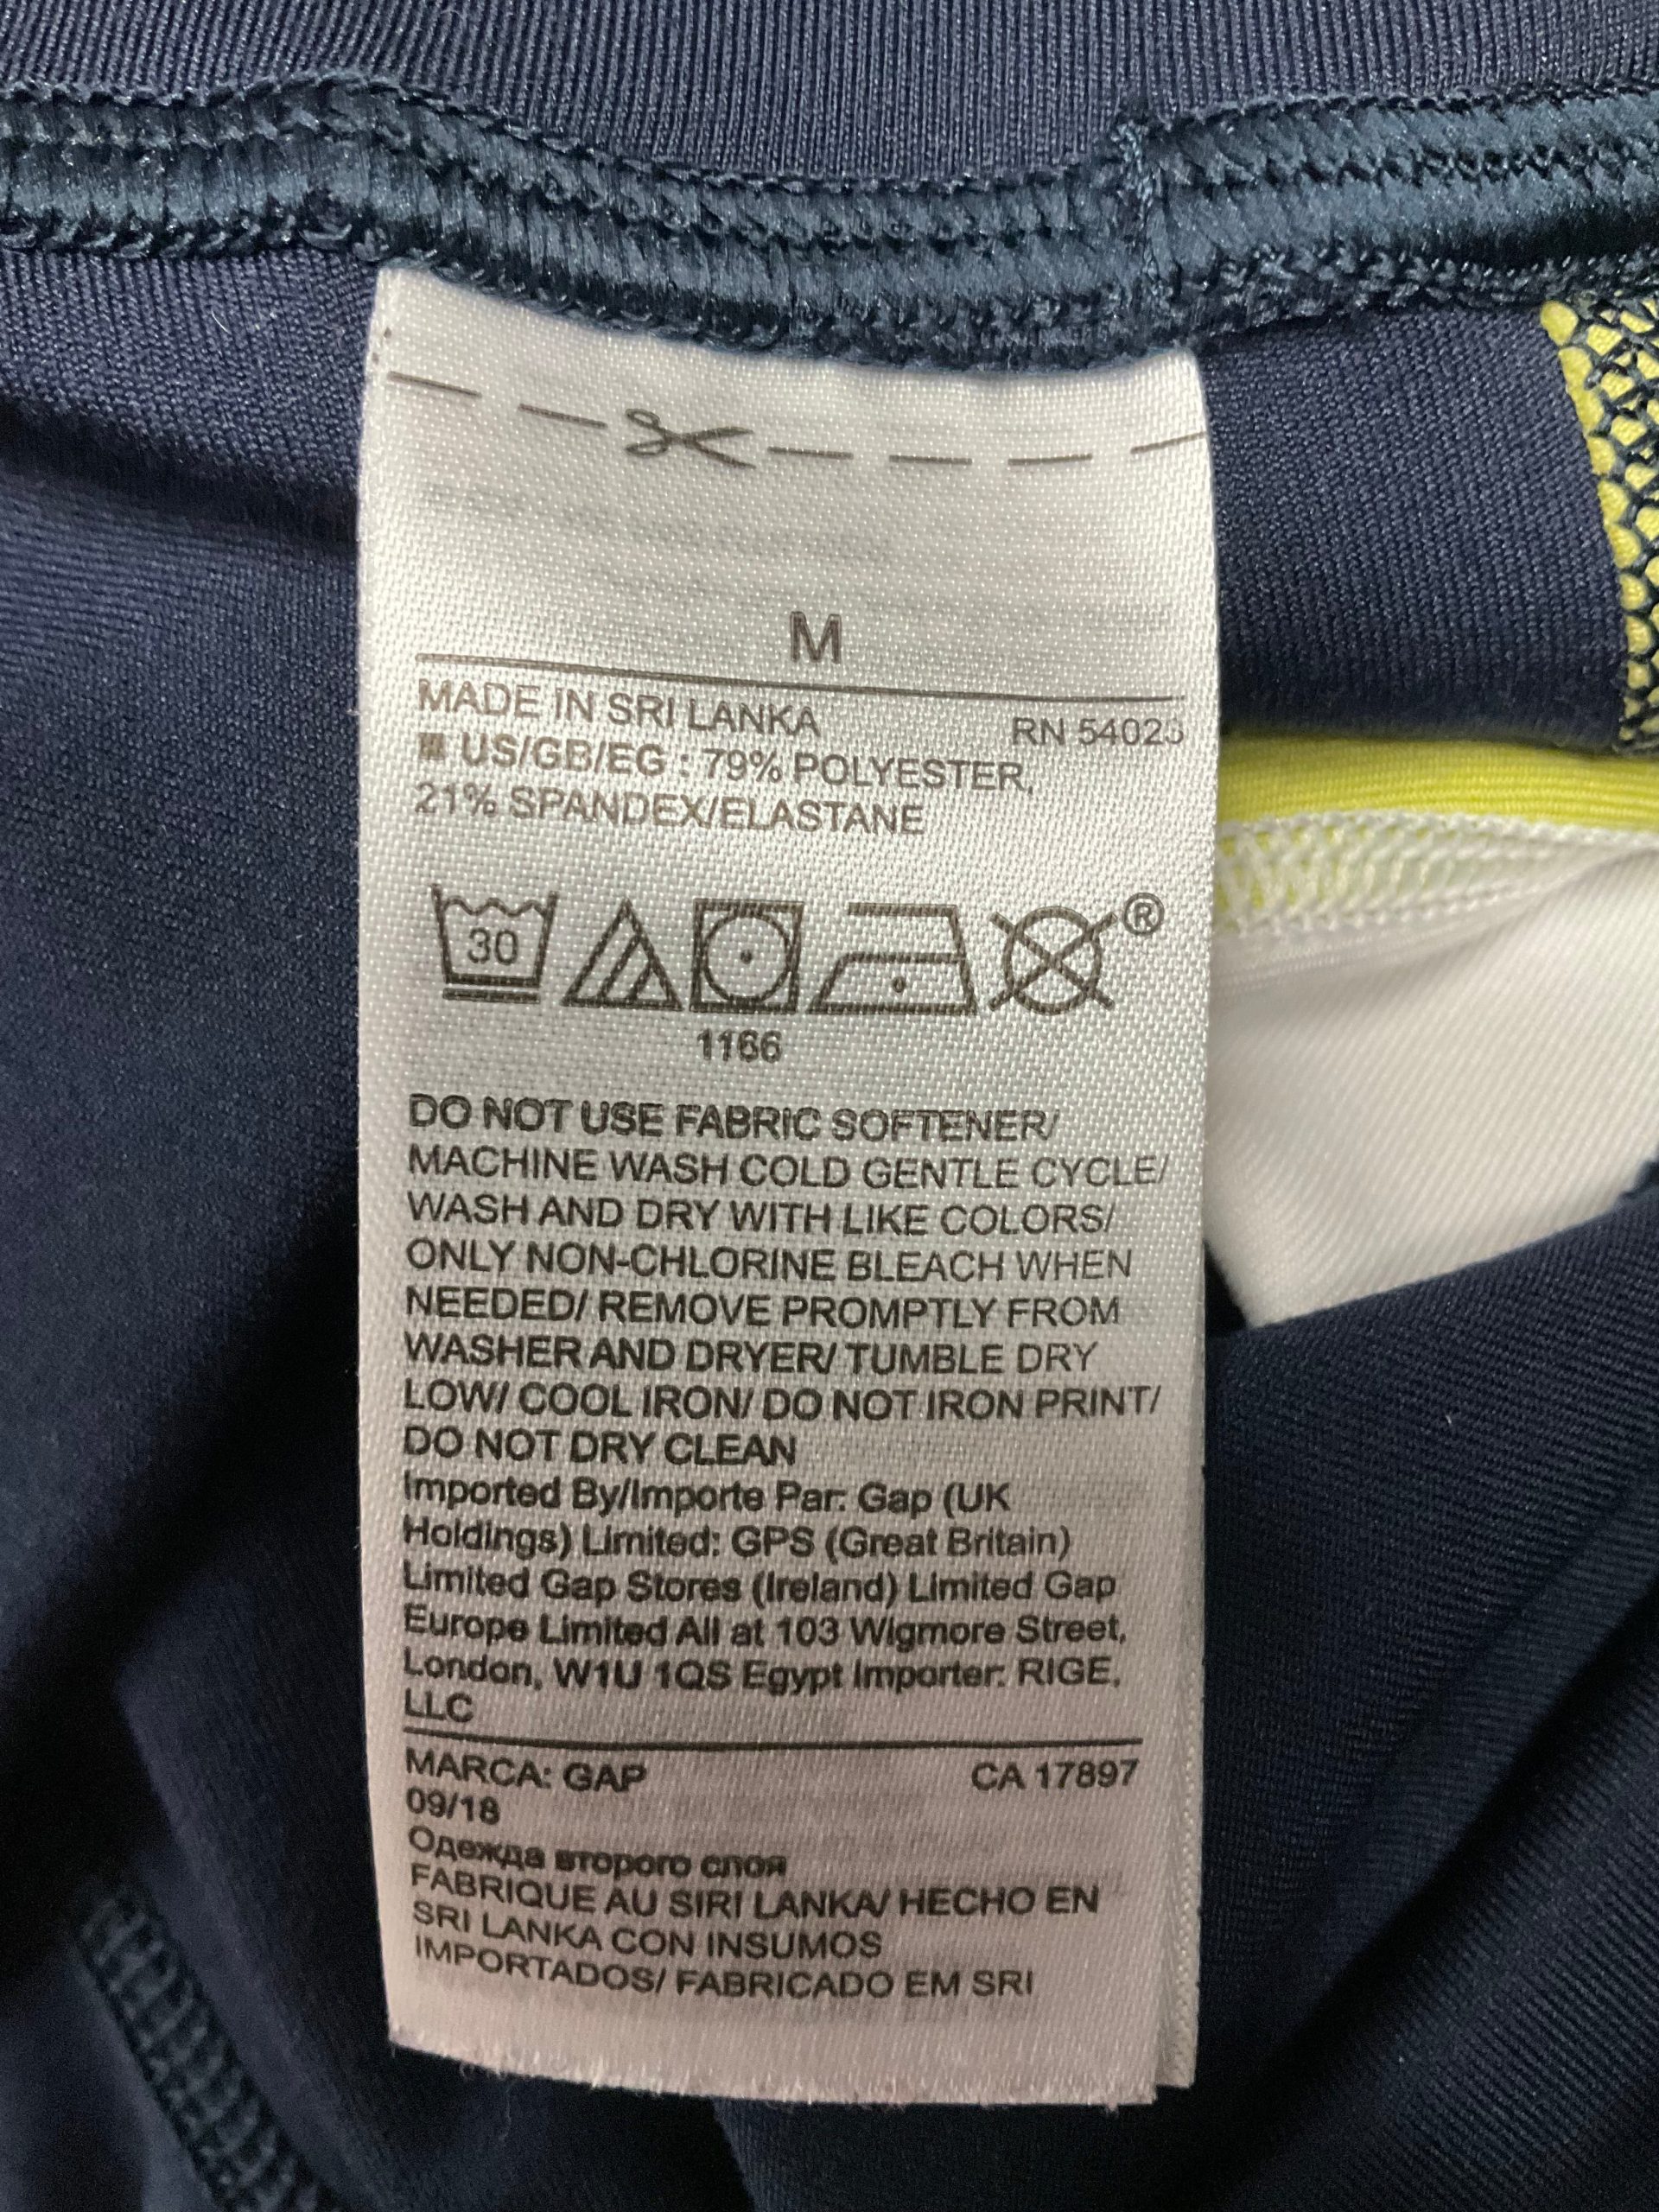 M
MADE IN SRI LANKA RN 54023
US/GB/EG : 79% POLYESTER,
21% SPANDEX/ELASTANE
30
®
1166
DO NOT USE FABRIC SOFTENER/
MACHINE WASH COLD GENTLE CYCLE/
WASH AND DRY WITH LIKE COLORS/
ONLY NON-CHLORINE BLEACH WHEN
NEEDED/ REMOVE PROMPTLY FROM
WASHER AND DRYER/ TUMBLE DRY
LOW/ COOL IRON/ DO NOT IRON PRINT/
DO NOT DRY CLEAN
Imported By/Importe Par: Gap (UK
Holdings) Limited: GPS (Great Britain)
Limited Gap Stores (Ireland) Limited Gap
Europe Limited All at 103 Wigmore Street,
London, W1U 1QS Egypt Importer: RIGE,
LLC
MARCA: GAP CA 17897
09/18
Одежда второго слоя
FABRIQUE AU SIRI LANKA/ HECHO EN
SRI LANKA CON INSUMOS
IMPORTADOS/ FABRICADO EM SRI